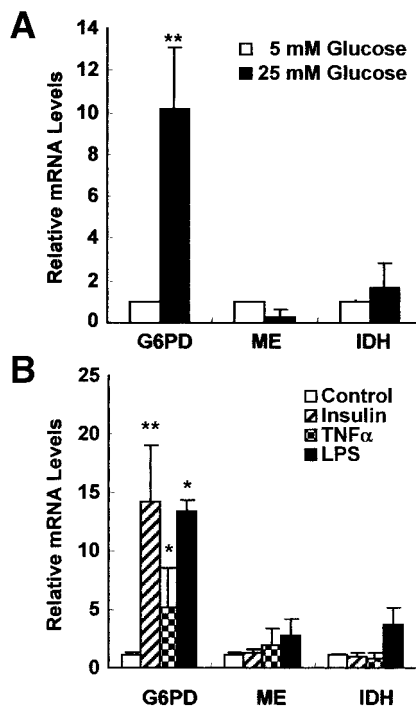 A
Relative mRNA Levels
14
12
10
8
6
4
2
0
**
5 mM Glucose
25 mM Glucose
G6PD ME IDH
B
Relative mRNA Levels
25
20
15
10
5
0
**
*
*
Control
Insulin
TNFα
LPS
G6PD ME IDH